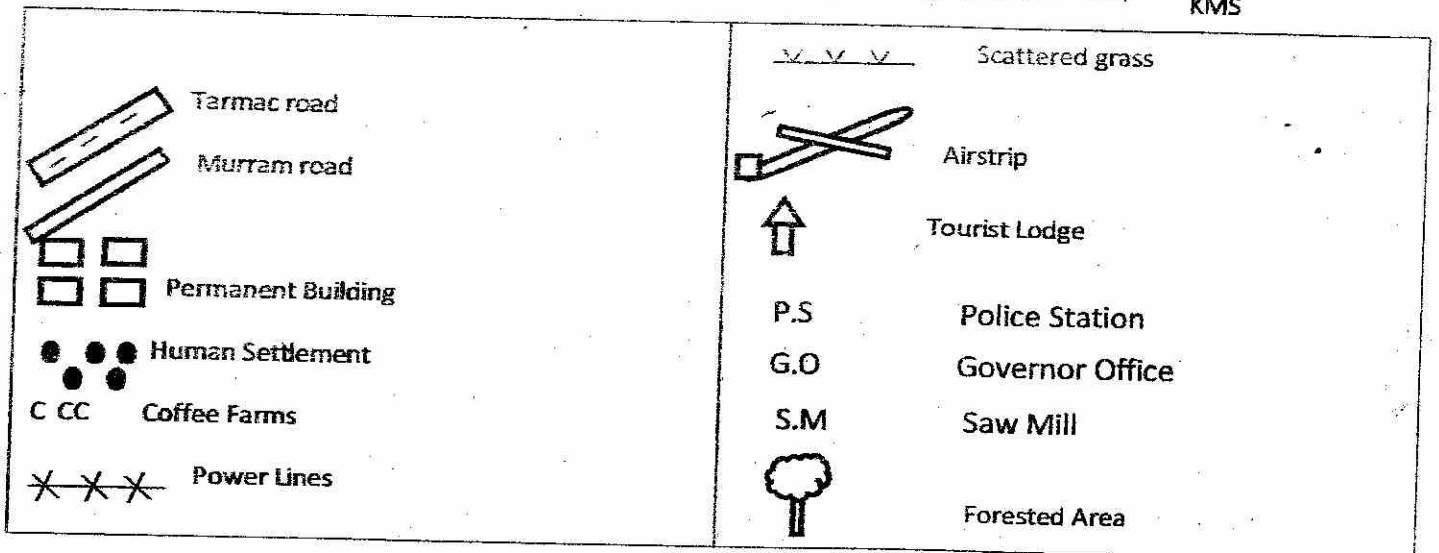 KMS
Tarmac road
Murram road
Permanent Building
Human Settlement
C CC Coffee Farms
Power Lines
Scattered grass
Airstrip
Tourist Lodge
P.S Police Station
G.O Governor Office
S.M Saw Mill
Forested Area